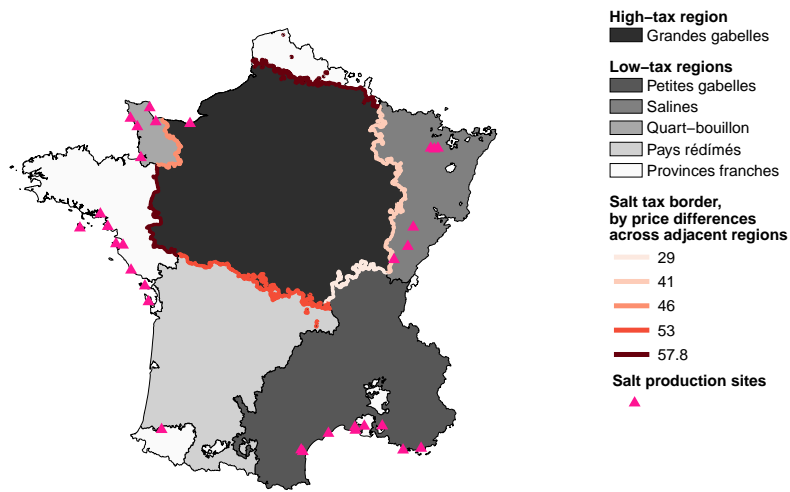 High−tax region
Grandes gabelles
Low−tax regions
Petites gabelles
Salines
Quart−bouillon
Pays rédímés
Provinces franches
Salt tax border,
by price differences
across adjacent regions
29
41
46
53
57.8
Salt production sites